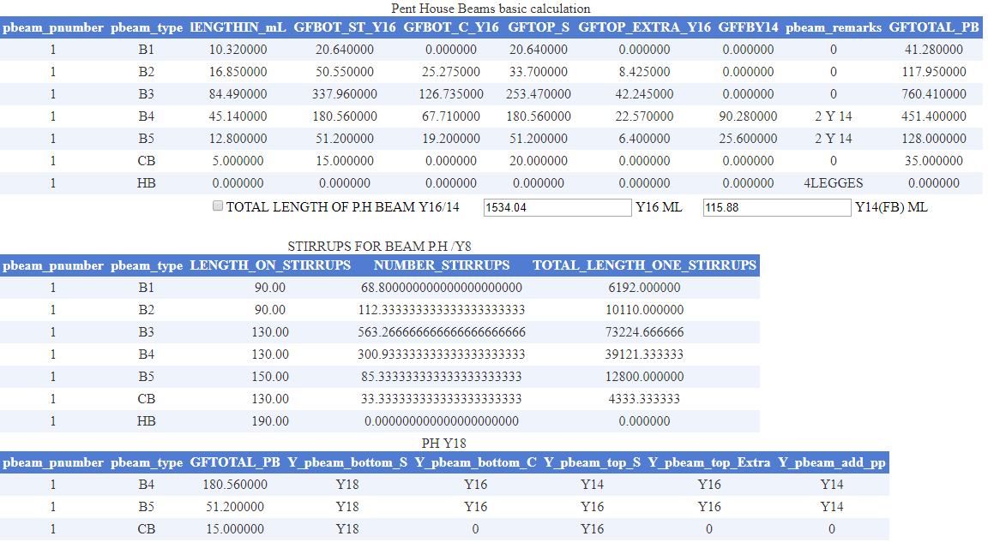 Pent House Beams basic calculation
pbeam_pnumber pbeam_type lENGTHIN_mL GFBOT_ST_Y16 GFBOT_C_Y16 GFTOP_S GFTOP_EXTRA_Y16 GFFBY14 pbeam_remarks GFTOTAL_PB
1 B1 10.320000 20.640000 0.000000 20.640000 0.000000 0.000000 0 41.280000
1 B2 16.850000 50.550000 25.275000 33.700000 8.425000 0.000000 0 117.950000
1 B3 84.490000 337.960000 126.735000 253.470000 42.245000 0.000000 0 760.410000
1 B4 45.140000 180.560000 67.710000 180.560000 22.570000 90.280000 2 Y 14 451.400000
1 B5 12.800000 51.200000 19.200000 51.200000 6.400000 25.600000 2 Y 14 128.000000
1 CB 5.000000 15.000000 0.000000 20.000000 0.000000 0.000000 0 35.000000
1 HB 0.000000 0.000000 0.000000 0.000000 0.000000 0.000000 4LEGGES 0.000000
TOTAL LENGTH OF P.H BEAM Y16/14 1534.04 Y16 ML 115.88 Y14(FB) ML
STIRRUPS FOR BEAM P.H /Y8
pbeam_pnumber pbeam_type LENGTH_ON_STIRRUPS NUMBER_STIRRUPS TOTAL_LENGTH_ONE_STIRRUPS
1 B1 90.00 68.800000000000000000000 6192.000000
1 B2 90.00 112.333333333333333333333 10110.000000
1 B3 130.00 563.266666666666666666666 73224.666666
1 B4 130.00 300.933333333333333333333 39121.333333
1 B5 150.00 85.333333333333333333333 12800.000000
1 CB 130.00 33.333333333333333333333 4333.333333
1 HB 190.00 0.000000000000000000000 0.000000
PH Y18
pbeam_pnumber pbeam_type GFTOTAL_PB Y_pbeam_bottom_S Y_pbeam_bottom_C Y_pbeam_top_S Y_pbeam_top_Extra Y_pbeam_add_pp
1 B4 180.560000 Y18 Y16 Y14 Y16 Y14
1 B5 51.200000 Y18 Y16 Y16 Y16 Y14
1 CB 15.000000 Y18 0 Y16 0 0